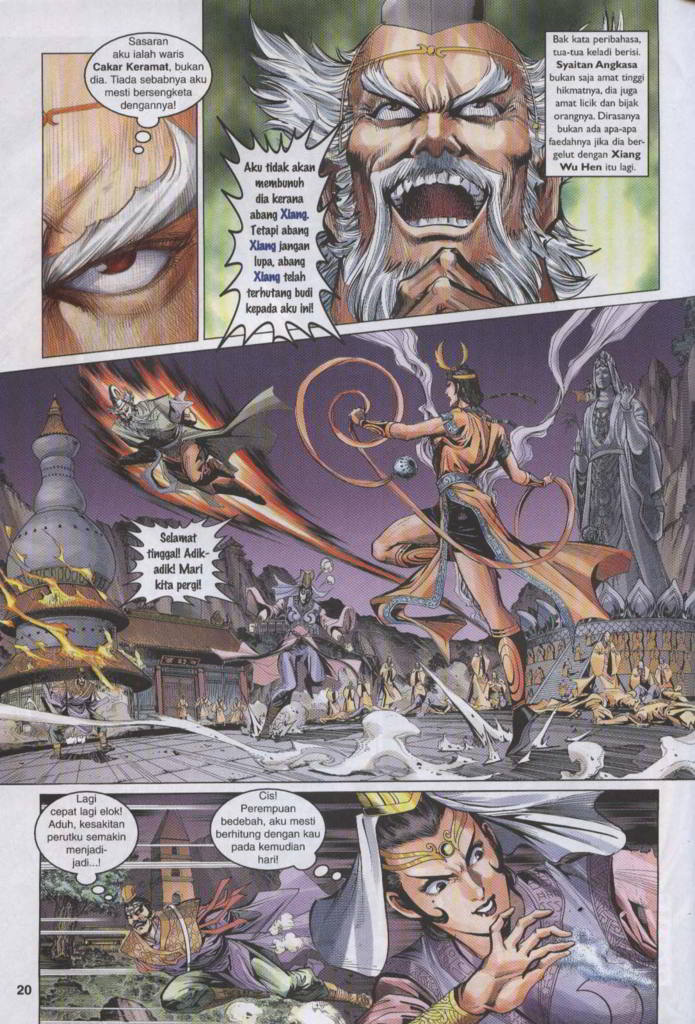 Sasaran
aku ialah waris
Cakar Keramat, bukan
dia. Tiada sebabnya aku
mesti bersengketa
dengannya!
Aku tidak akan
membunuh
dia kerana
abang Xiang.
Tetapi abang
Xiang jangan
lupa, abang
Xiang telah
terhutang budi
kepada aku ini!
Bak kata peribahasa,
tua-tua keladi berisi.
Syaitan Angkasa
bukan saja amat tinggi
hikmatnya, dia juga
amat licik dan bijak
orangnya. Dirasanya
bukan ada apa-apa
faedahnya jika dia ber-
gelut dengan Xiang
Wu Hen itu lagi.
Selamat
tinggal! Adik-
adik! Mari
kita pergi!
Lagi
cepat lagi elok!
Aduh, kesakitan
perutku semakin
menjadi-
jadi...!
Cis!
Perempuan
bedebah, aku mesti
berhitung dengan kau
pada kemudian
hari!
20